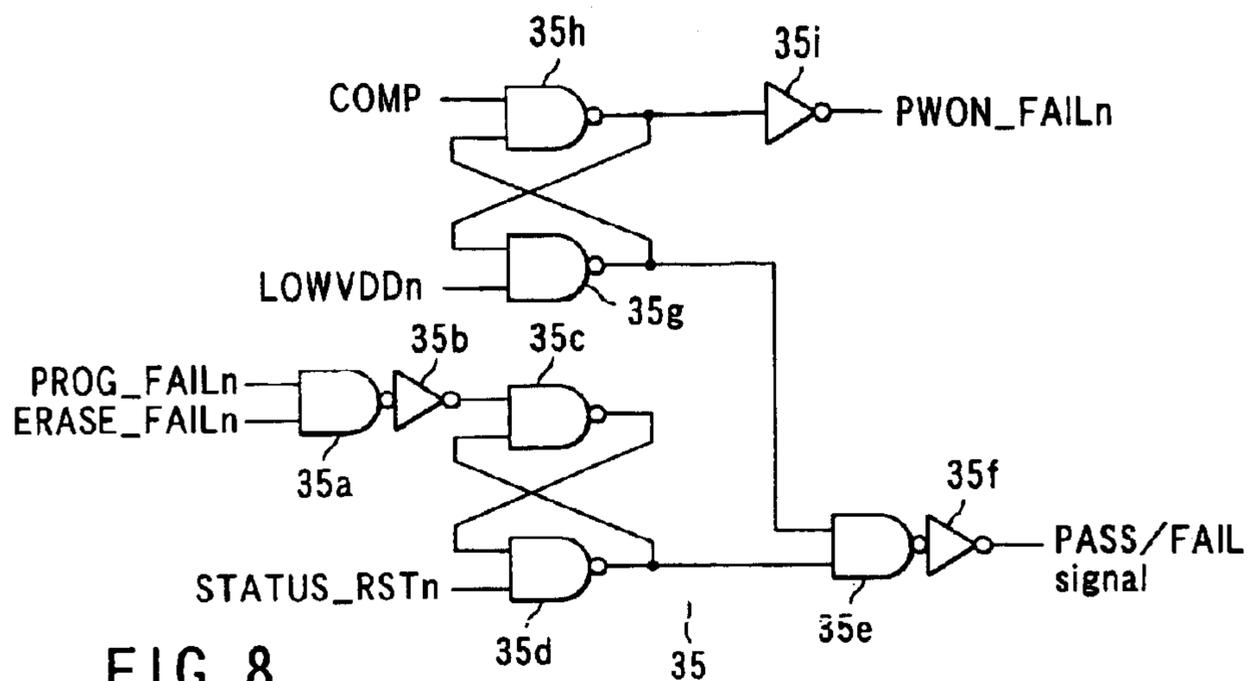 35h
35i
COMP
PWON_FAILn
LOWVDDn
35g
35b
35c
PROG_FAILn
ERASE_FAILn
35a
35f
PASS/FAIL
signal
STATUS_RSTn
35d
35
35e
FIG. 8